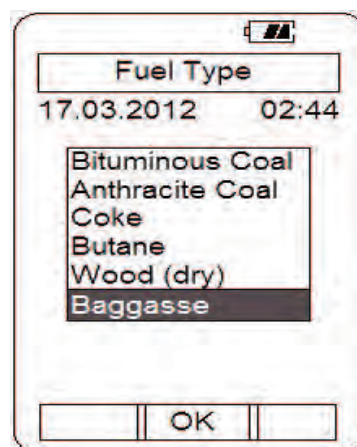 Fuel Type
17.03.2012 02:44
Bituminous Coal
Anthracite Coal
Coke
Butane
Wood (dry)
Baggasse
OK